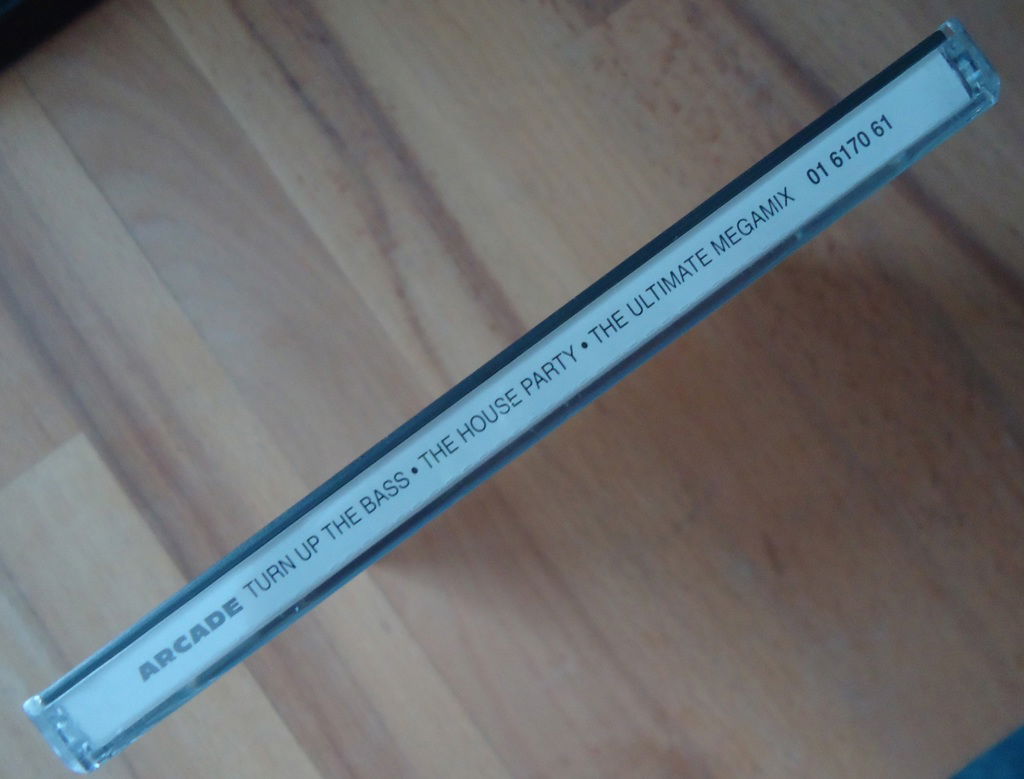 ARCADE TURN UP THE BASS • THE HOUSE PARTY • THE ULTIMATE MEGAMIX 01 6170 61